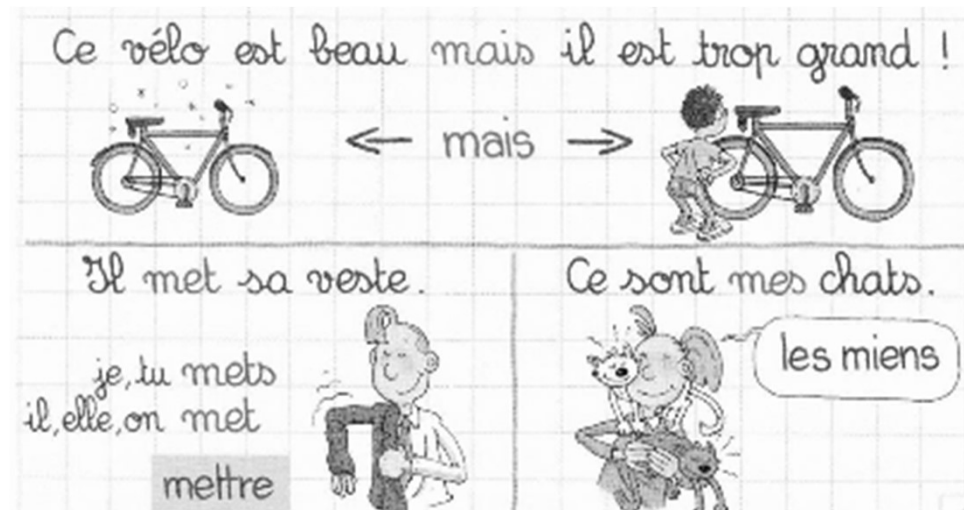 Ce vélo est beau mais il est trop grand !
← mais →
Il met sa veste.
je, tu mets
il, elle, on met
mettre
Ce sont mes chats.
les miens